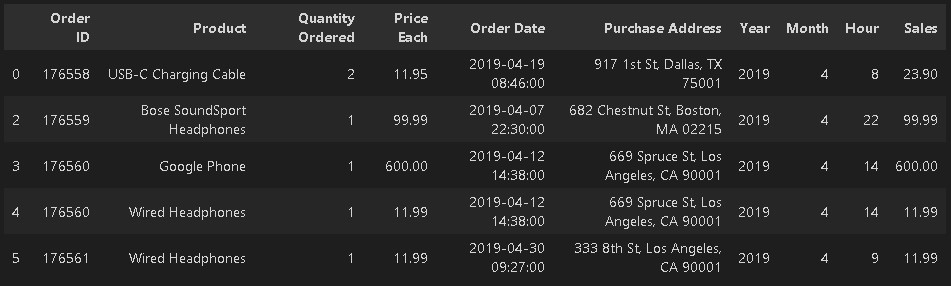 Order ID Product Quantity Ordered Price Each Order Date Purchase Address Year Month Hour Sales
0 176558 USB-C Charging Cable 2 11.95 2019-04-19 08:46:00 917 1st St, Dallas, TX 75001 2019 4 8 23.90
2 176559 Bose SoundSport Headphones 1 99.99 2019-04-07 22:30:00 682 Chestnut St, Boston, MA 02215 2019 4 22 99.99
3 176560 Google Phone 1 600.00 2019-04-12 14:38:00 669 Spruce St, Los Angeles, CA 90001 2019 4 14 600.00
4 176560 Wired Headphones 1 11.99 2019-04-12 14:38:00 669 Spruce St, Los Angeles, CA 90001 2019 4 14 11.99
5 176561 Wired Headphones 1 11.99 2019-04-30 09:27:00 333 8th St, Los Angeles, CA 90001 2019 4 9 11.99